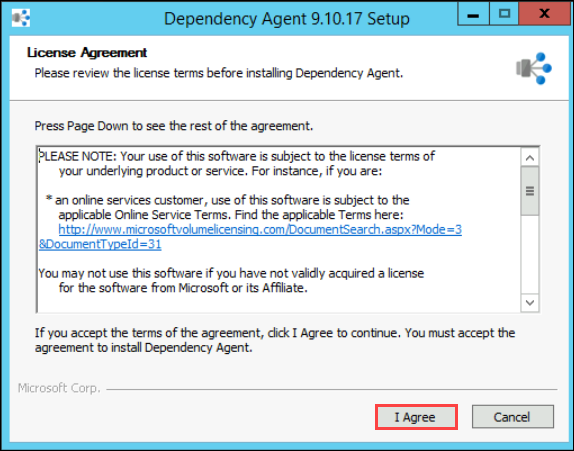 Dependency Agent 9.10.17 Setup
License Agreement
Please review the license terms before installing Dependency Agent.
Press Page Down to see the rest of the agreement.
PLEASE NOTE: Your use of this software is subject to the license terms of
your underlying product or service. For instance, if you are:
* an online services customer, use of this software is subject to the
applicable Online Service Terms. Find the applicable Terms here:
http://www.microsoftvolumelicensing.com/DocumentSearch.aspx?Mode=3
&DocumentTypeId=31
You may not use this software if you have not validly acquired a license
for the software from Microsoft or its Affiliate.
If you accept the terms of the agreement, click I Agree to continue. You must accept the
agreement to install Dependency Agent.
Microsoft Corp.
I Agree
Cancel